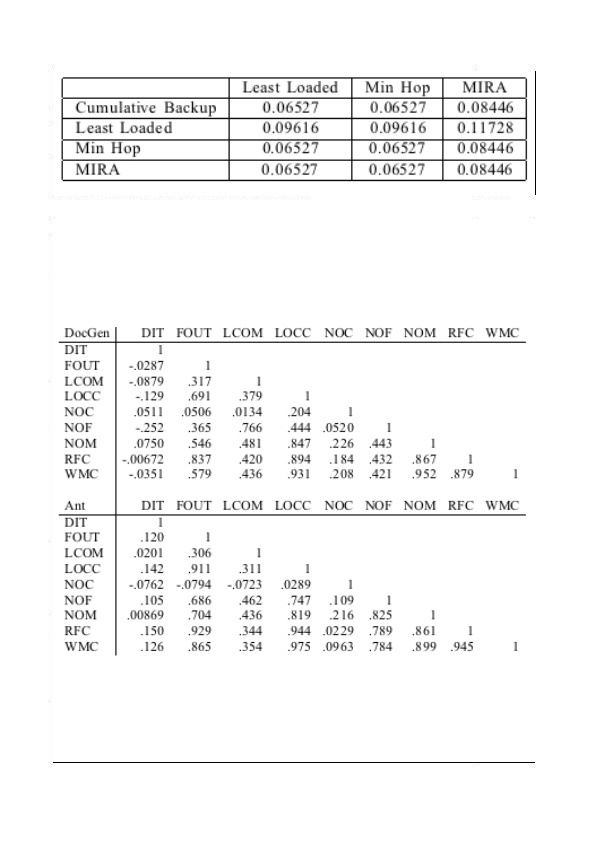 Least Loaded Min Hop MIRA
Cumulative Backup 0.06527 0.06527 0.08446
Least Loaded 0.09616 0.09616 0.11728
Min Hop 0.06527 0.06527 0.08446
MIRA 0.06527 0.06527 0.08446
DocGen DIT FOUT LCOM LOCC NOC NOF NOM RFC WMC
DIT 1
FOUT -.0287 1
LCOM -.0879 .317 1
LOCC -.129 .691 .379 1
NOC .0511 .0506 .0134 .204 1
NOF -.252 .365 .766 .444 .0520 1
NOM .0750 .546 .481 .847 .226 .443 1
RFC -.00672 .837 .420 .894 .184 .432 .867 1
WMC -.0351 .579 .436 .931 .208 .421 .952 .879 1
Ant DIT FOUT LCOM LOCC NOC NOF NOM RFC WMC
DIT 1
FOUT .120 1
LCOM .0201 .306 1
LOCC .142 .911 .311 1
NOC -.0762 -.0794 -.0723 .0289 1
NOF .105 .686 .462 .747 .109 1
NOM .00869 .704 .436 .819 .216 .825 1
RFC .150 .929 .344 .944 .0229 .789 .861 1
WMC .126 .865 .354 .975 .0963 .784 .899 .945 1